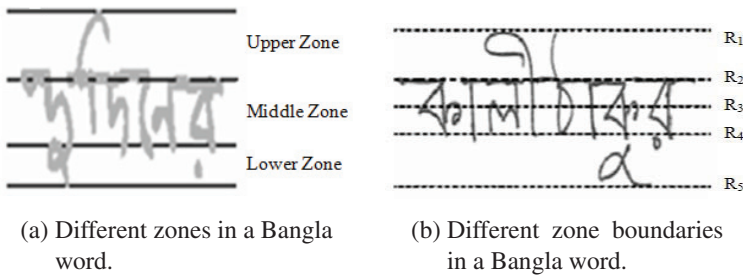 Upper Zone
দুদিনের
Middle Zone
Lower Zone
(a) Different zones in a Bangla
word.
R1
R2
R3
R4
R5
(b) Different zone boundaries
in a Bangla word.